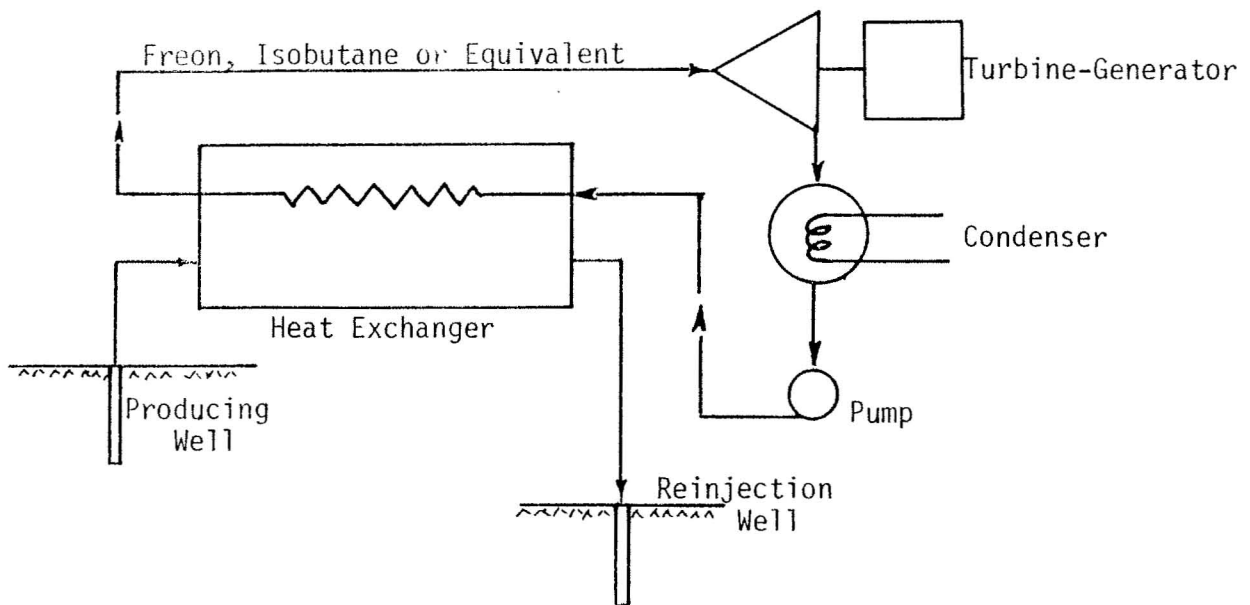 Freon, Isobutane or Equivalent
Turbine-Generator
Condenser
Heat Exchanger
Producing
Well
Pump
Reinjection
Well